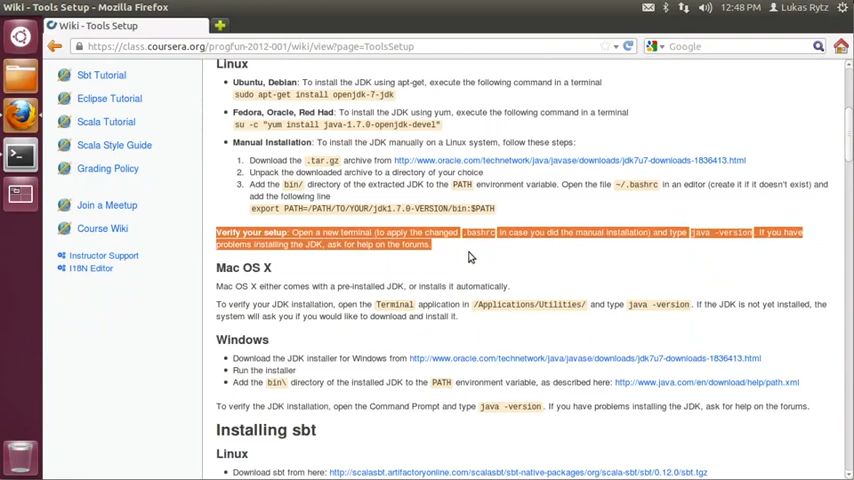 Wiki - Tools Setup - Mozilla Firefox
12:48 PM
Lukas Rytz
Wiki - Tools Setup
https://class.coursera.org/progfun-2012-001/wiki/view?page=ToolsSetup
Google
Sbt Tutorial
Eclipse Tutorial
Scala Tutorial
Scala Style Guide
Grading Policy
Join a Meetup
Course Wiki
Instructor Support
I18N Editor
Linux
Ubuntu, Debian: To install the JDK using apt-get, execute the following command in a terminal
sudo apt-get install openjdk-7-jdk
Fedora, Oracle, Red Had: To install the JDK using yum, execute the following command in a terminal
su -c "yum install java-1.7.0-openjdk-devel"
Manual Installation: To install the JDK manually on a Linux system, follow these steps:
1. Download the .tar.gz archive from http://www.oracle.com/technetwork/java/javase/downloads/jdk7u7-downloads-1836413.html
2. Unpack the downloaded archive to a directory of your choice
3. Add the bin/ directory of the extracted JDK to the PATH environment variable. Open the file ~/.bashrc in an editor (create it if it doesn't exist) and
add the following line
export PATH=/PATH/TO/YOUR/jdk1.7.0-VERSION/bin:$PATH
Verify your setup: Open a new terminal (to apply the changed .bashrc in case you did the manual installation) and type java -version. If you have
problems installing the JDK, ask for help on the forums.
Mac OS X
Mac OS X either comes with a pre-installed JDK, or installs it automatically.
To verify your JDK installation, open the Terminal application in /Applications/Utilities/ and type java -version. If the JDK is not yet installed, the
system will ask you if you would like to download and install it.
Windows
Download the JDK installer for Windows from http://www.oracle.com/technetwork/java/javase/downloads/jdk7u7-downloads-1836413.html
Run the installer
Add the bin\ directory of the installed JDK to the PATH environment variable, as described here: http://www.java.com/en/download/help/path.xml
To verify the JDK installation, open the Command Prompt and type java -version. If you have problems installing the JDK, ask for help on the forums.
Installing sbt
Linux
Download sbt from here: http://scalasbt.artifactoryonline.com/scalasbt/sbt-native-packages/org/scala-sbt/sbt/0.12.0/sbt.tgz